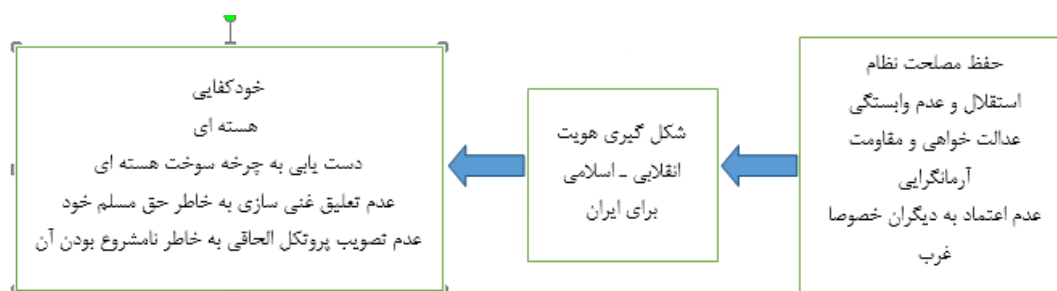 حفظ مصلحت نظام
استقلال و عدم وابستگی
عدالت خواهی و مقاومت
آرمانگرایی
عدم اعتماد به دیگران خصوصا
غرب
شکل گیری هویت
انقلابی – اسلامی
برای ایران
خودکفایی
هسته ای
دست یابی به چرخه سوخت هسته ای
عدم تعلیق غنی سازی به خاطر حق مسلم خود
عدم تصویب پروتکل الحاقی به خاطر نامشروع بودن آن